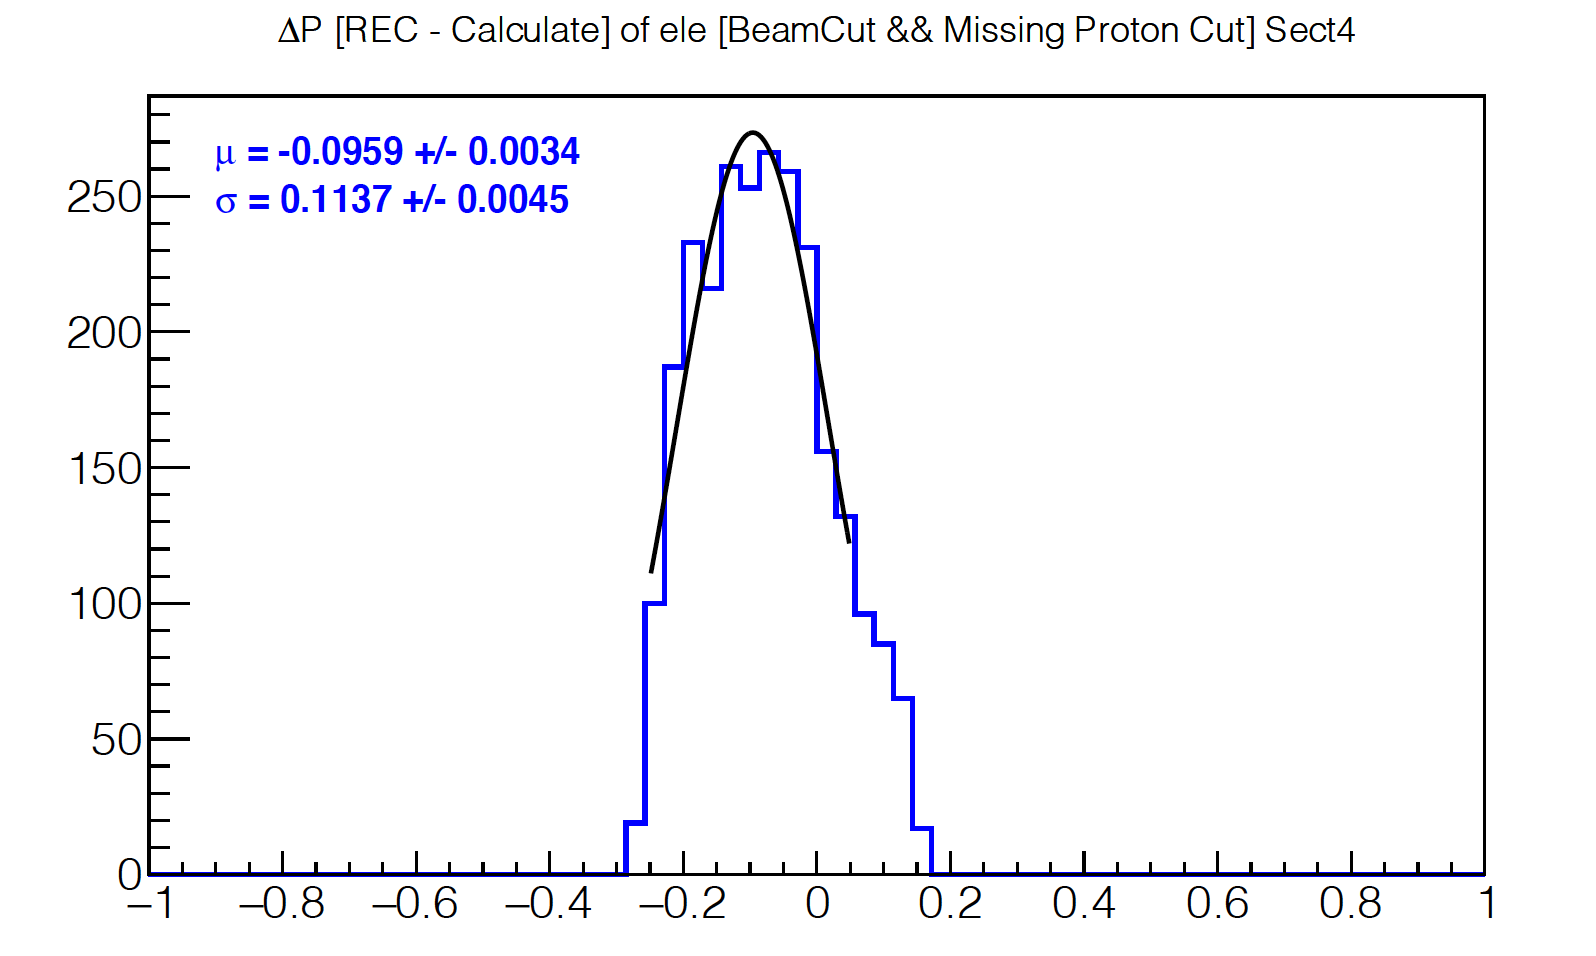 ΔP [REC - Calculate] of ele [BeamCut && Missing Proton Cut] Sect4
μ = -0.0959 +/- 0.0034
σ = 0.1137 +/- 0.0045
250
200
150
100
50
0
−1 −0.8 −0.6 −0.4 −0.2 0 0.2 0.4 0.6 0.8 1